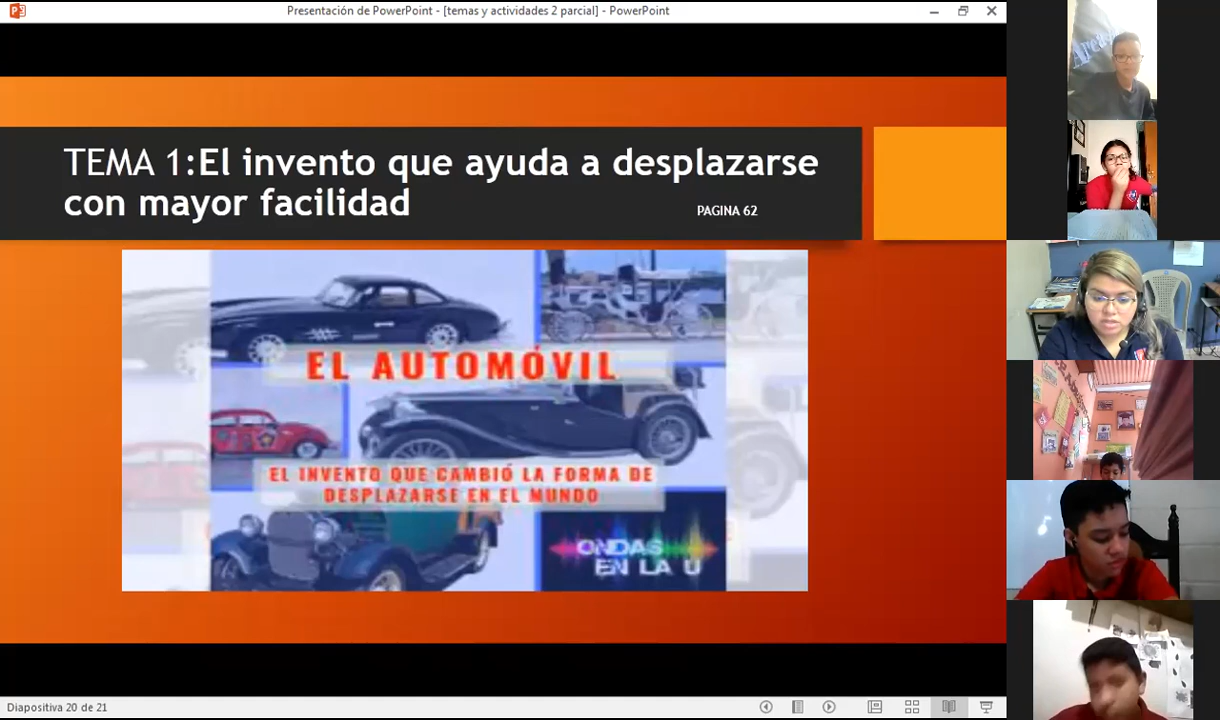 Presentación de PowerPoint - [temas y actividades 2 parcial] - PowerPoint
TEMA 1:El invento que ayuda a desplazarse
con mayor facilidad
PAGINA 62
EL AUTOMÓVIL
EL INVENTO QUE CAMBIÓ LA FORMA DE
DESPLAZARSE EN EL MUNDO
ONDAS
EN LA U
Diapositiva 20 de 21